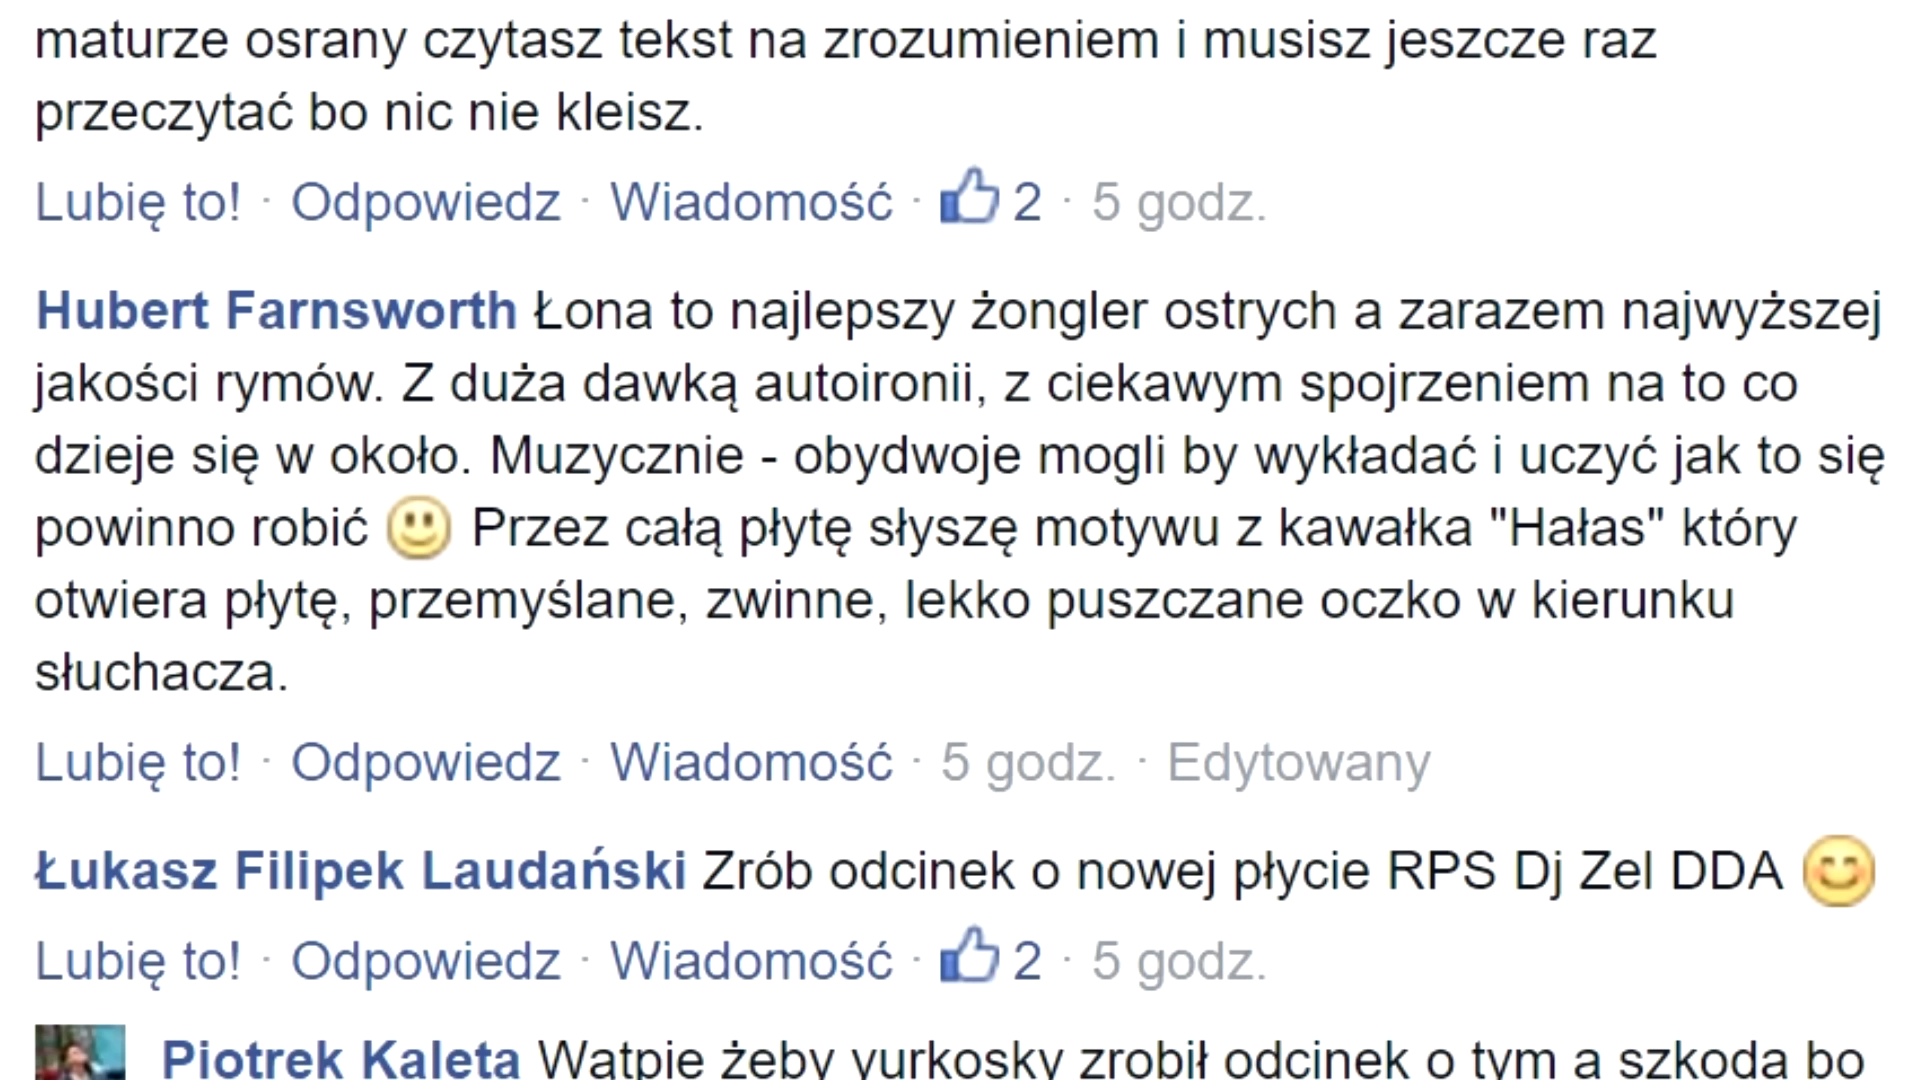 maturze osrany czytasz tekst na zrozumieniem i musisz jeszcze raz
przeczytać bo nic nie kleisz.
Lubię to! · Odpowiedz · Wiadomość · 2 · 5 godz.
Hubert Farnsworth Łona to najlepszy żongler ostrych a zarazem najwyższej
jakości rymów. Z duża dawką autoironii, z ciekawym spojrzeniem na to co
dzieje się w około. Muzycznie - obydwoje mogli by wykładać i uczyć jak to się
powinno robić 🙂 Przez całą płytę słyszę motywu z kawałka "Hałas" który
otwiera płytę, przemyślane, zwinne, lekko puszczane oczko w kierunku
słuchacza.
Lubię to! · Odpowiedz · Wiadomość · 5 godz. · Edytowany
Łukasz Filipek Laudański Zrób odcinek o nowej płycie RPS Dj Zel DDA 😊
Lubię to! · Odpowiedz · Wiadomość · 2 · 5 godz.
Piotrek Kaleta Wątpię żeby yurkosky zrobił odcinek o tym a szkoda bo